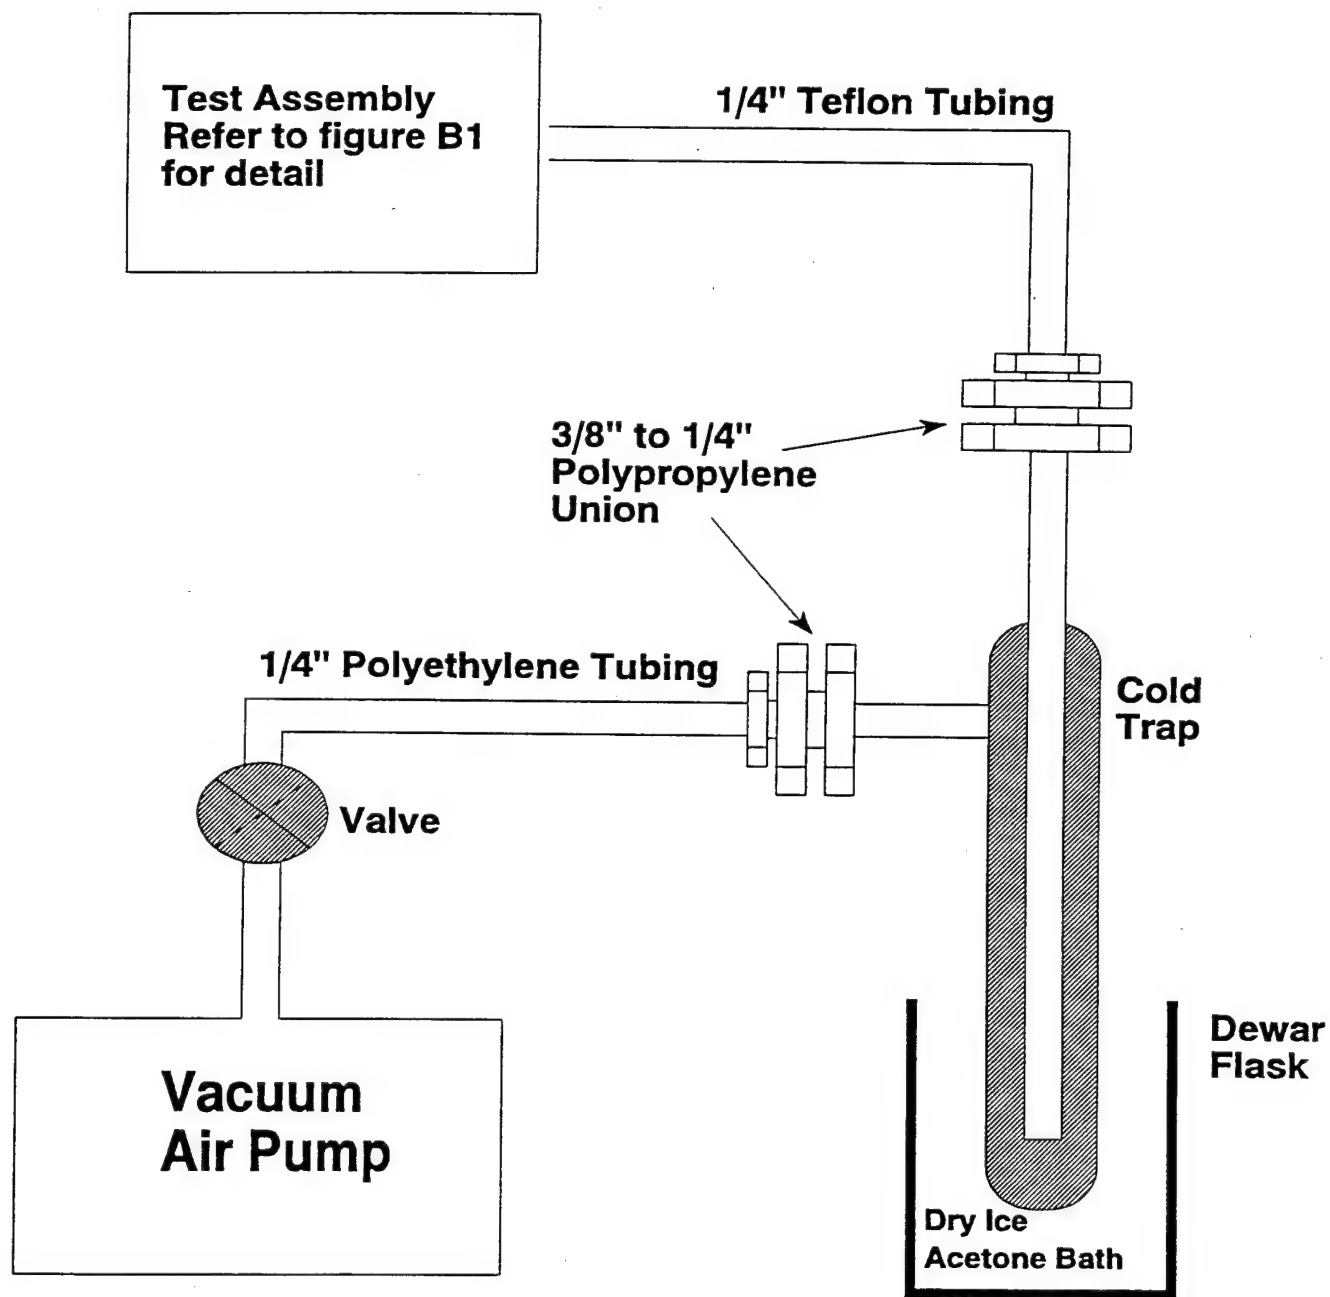 Test Assembly
Refer to figure B1
for detail
1/4" Teflon Tubing
3/8" to 1/4"
Polypropylene
Union
1/4" Polyethylene Tubing
Cold
Trap
Valve
Vacuum
Air Pump
Dewar
Flask
Dry Ice
Acetone Bath